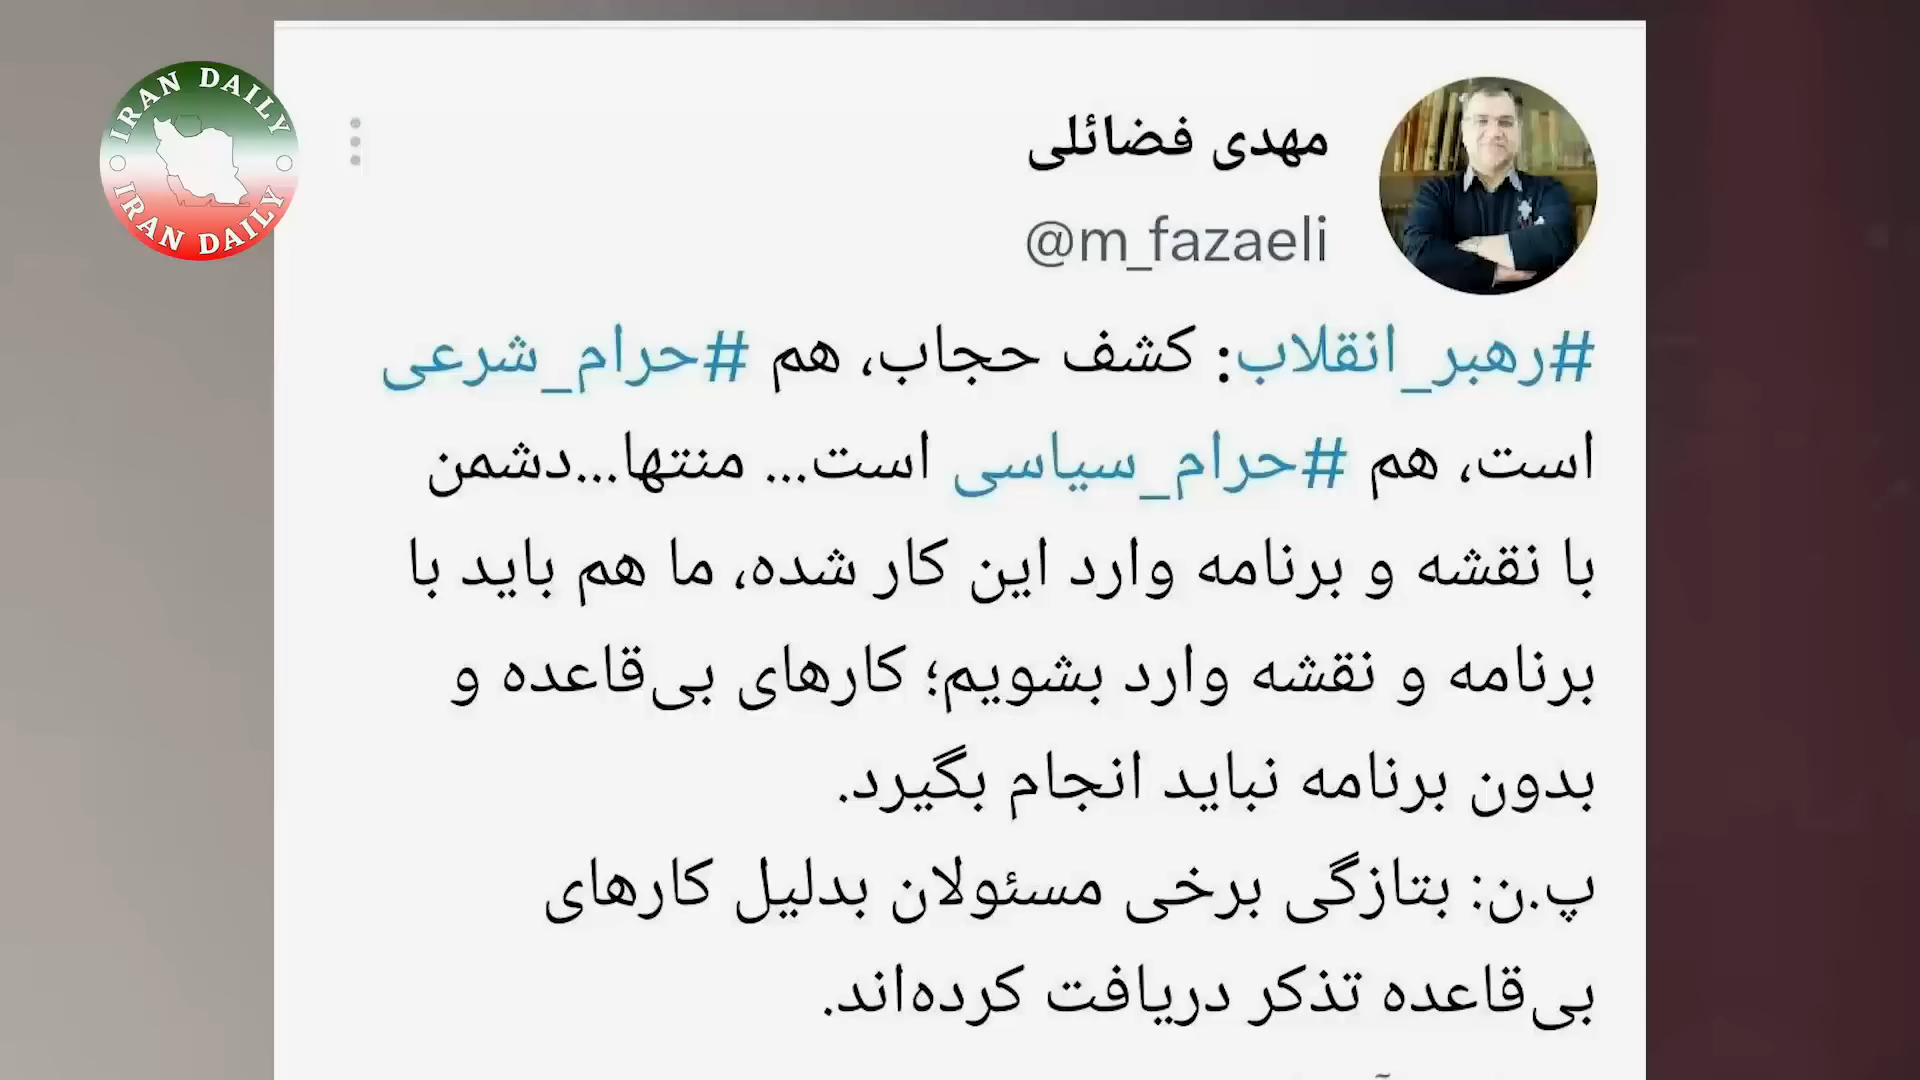 IRAN DAILY
IRAN DAILY
مهدی فضائلی
@m_fazaeli
#رهبر_انقلاب: کشف حجاب، هم #حرام_شرعی
است، هم #حرام_سیاسی است... منتها...دشمن
با نقشه و برنامه وارد این کار شده، ما هم باید با
برنامه و نقشه وارد بشویم؛ کارهای بی‌قاعده و
بدون برنامه نباید انجام بگیرد.
پ.ن: بتازگی برخی مسئولان بدلیل کارهای
بی‌قاعده تذکر دریافت کرده‌اند.